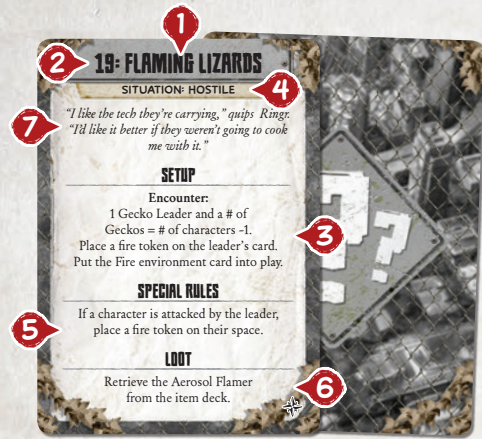 1
2
19: FLAMING LIZARDS
SITUATION: HOSTILE
4
7
“I like the tech they’re carrying,” quips Ringr.
“I’d like it better if they weren’t going to cook
me with it.”
SETUP
Encounter:
1 Gecko Leader and a # of
Geckos = # of characters -1.
3
Place a fire token on the leader’s card.
Put the Fire environment card into play.
SPECIAL RULES
5
If a character is attacked by the leader,
place a fire token on their space.
LOOT
Retrieve the Aerosol Flamer
from the item deck.
6
??